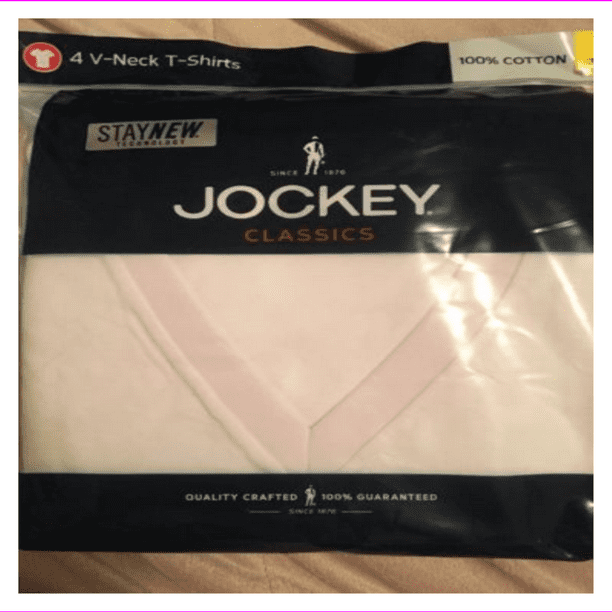 4 V-Neck T-Shirts
100% COTTON
STAYNEW
TECHNOLOGY
SINCE 1876
JOCKEY
CLASSICS
QUALITY CRAFTED 100% GUARANTEED
SINCE 1876